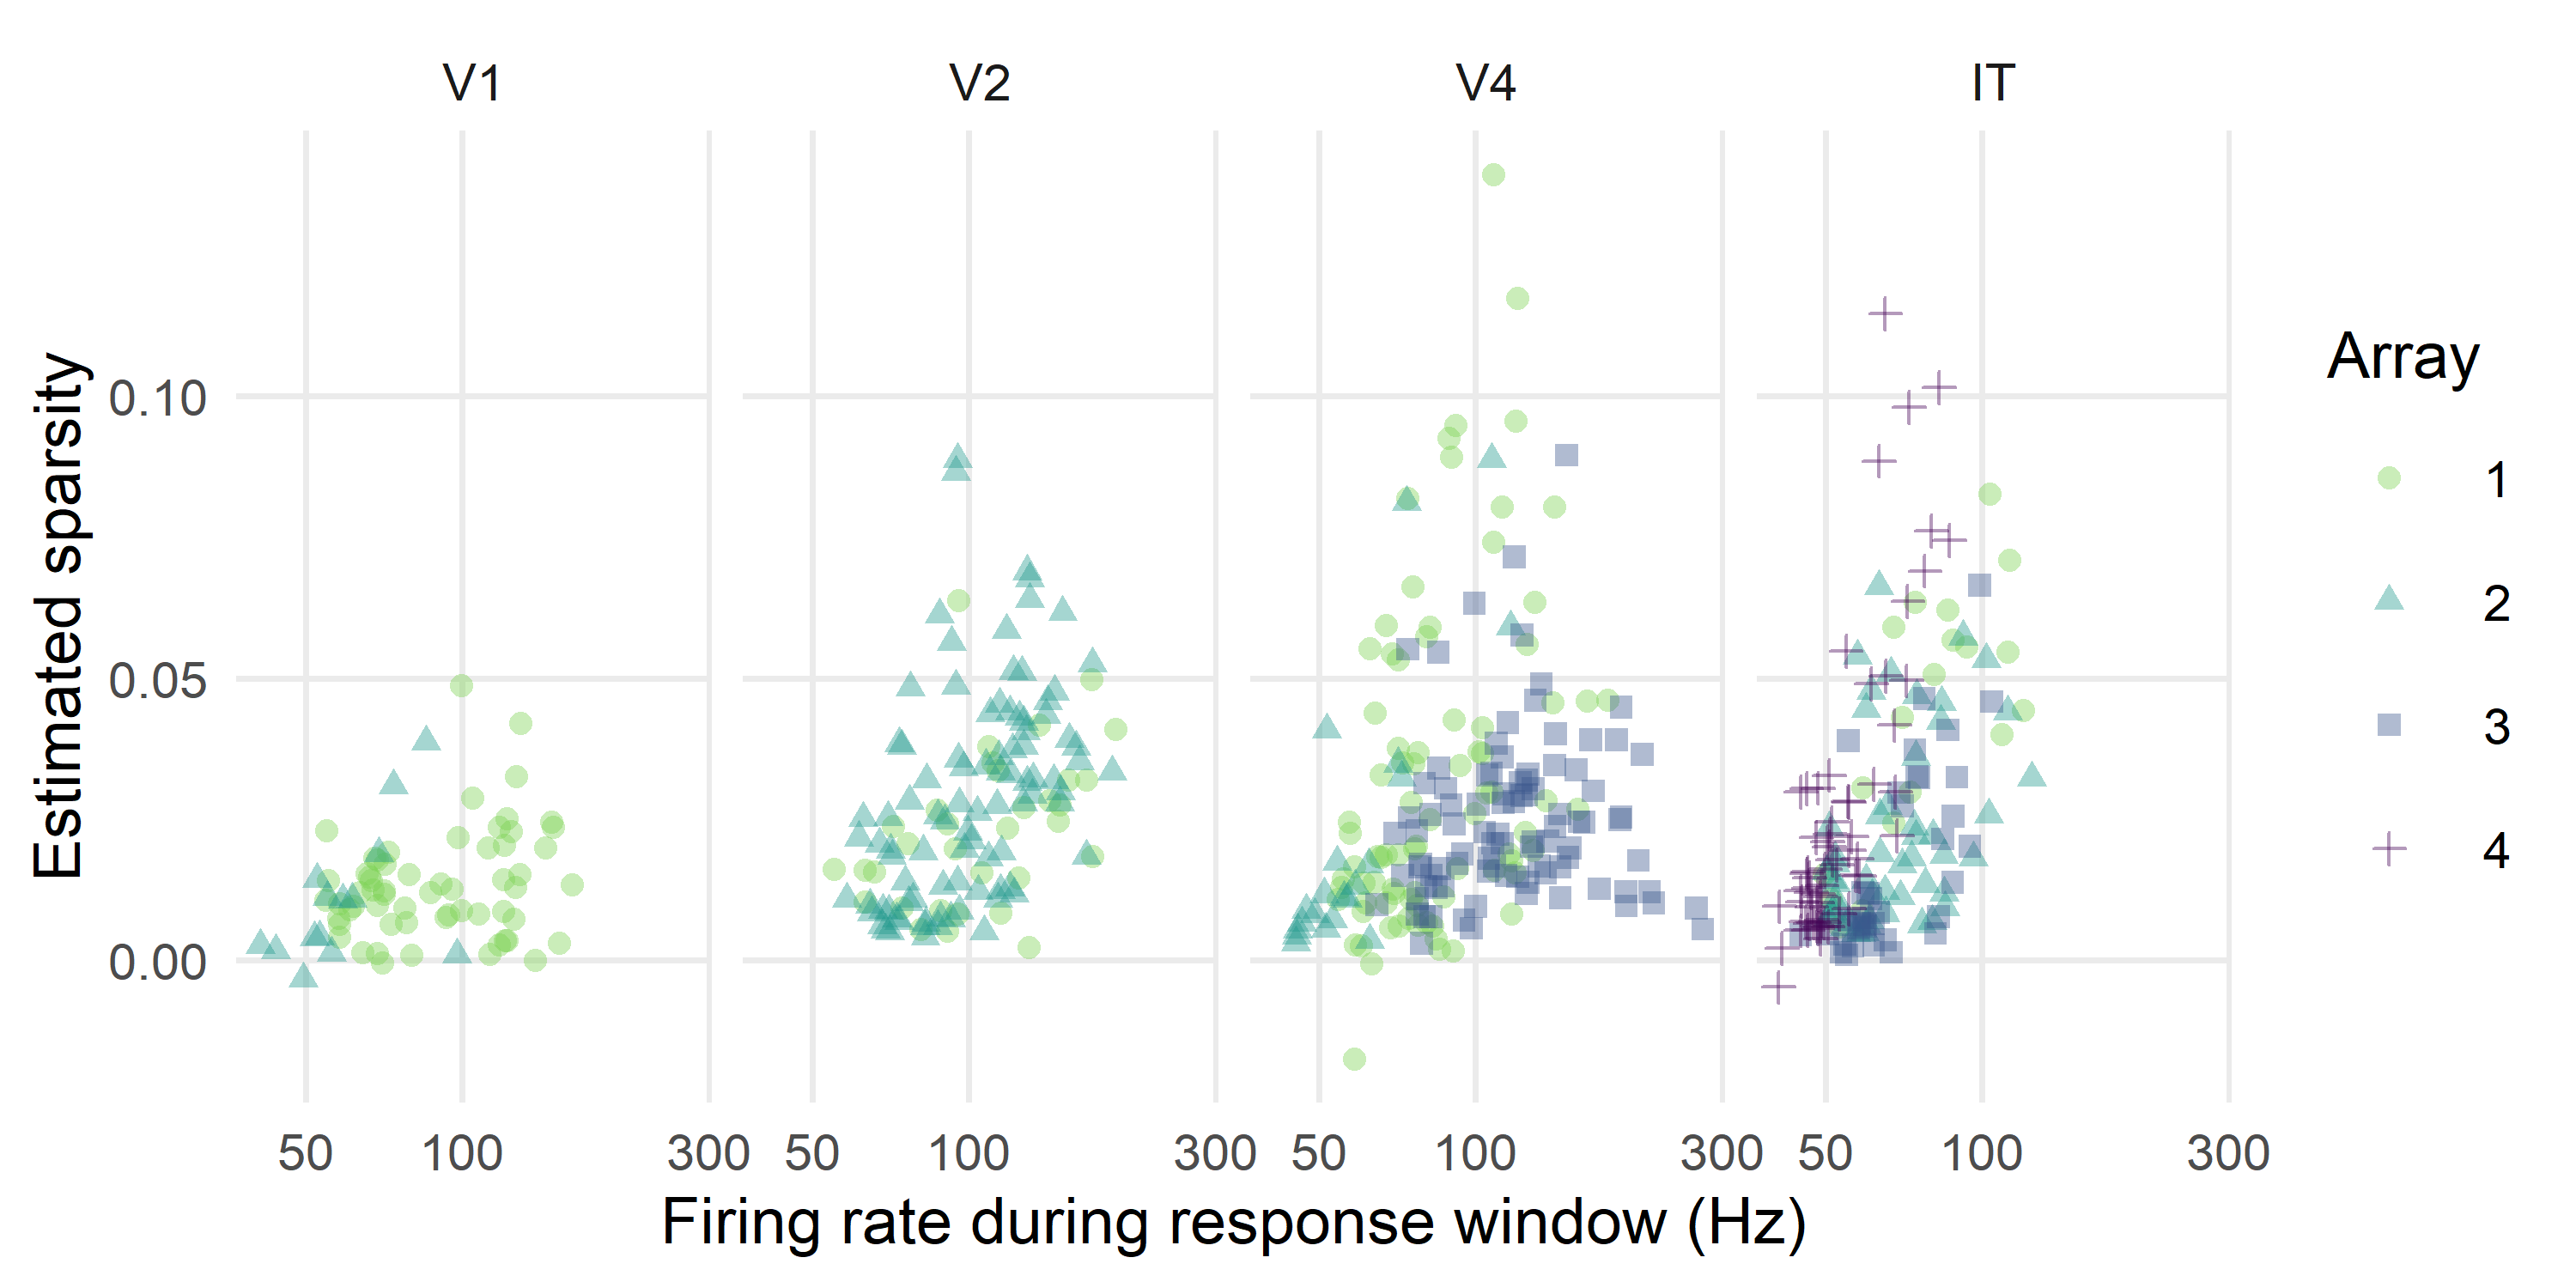 V1 V2 V4 IT
Estimated sparsity
0.10
0.05
0.00
50 100 300 50 100 300 50 100 300 50 100 300
Firing rate during response window (Hz)
Array
1
2
3
4